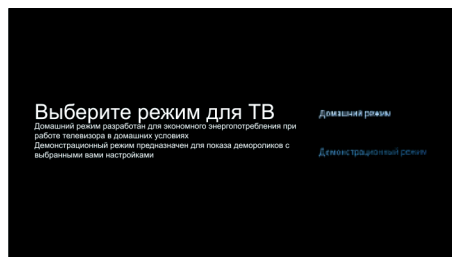 Выберите режим для ТВ
Домашний режим разработан для экономного энергопотребления при
работе телевизора в домашних условиях
Демонстрационный режим предназначен для показа демороликов с
выбранными вами настройками
Домашний режим
Демонстрационный режим